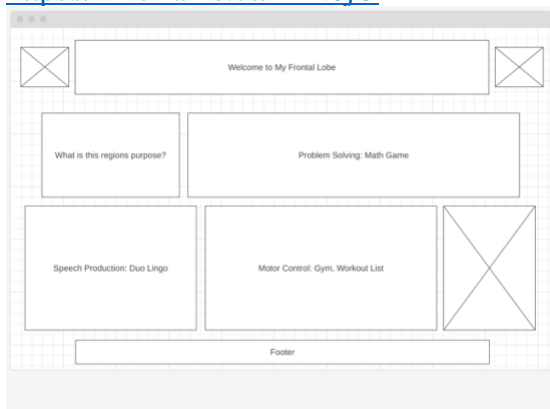 Welcome to My Frontal Lobe
What is this regions purpose?
Problem Solving: Math Game
Speech Production: Duo Lingo
Motor Control: Gym, Workout List
Footer